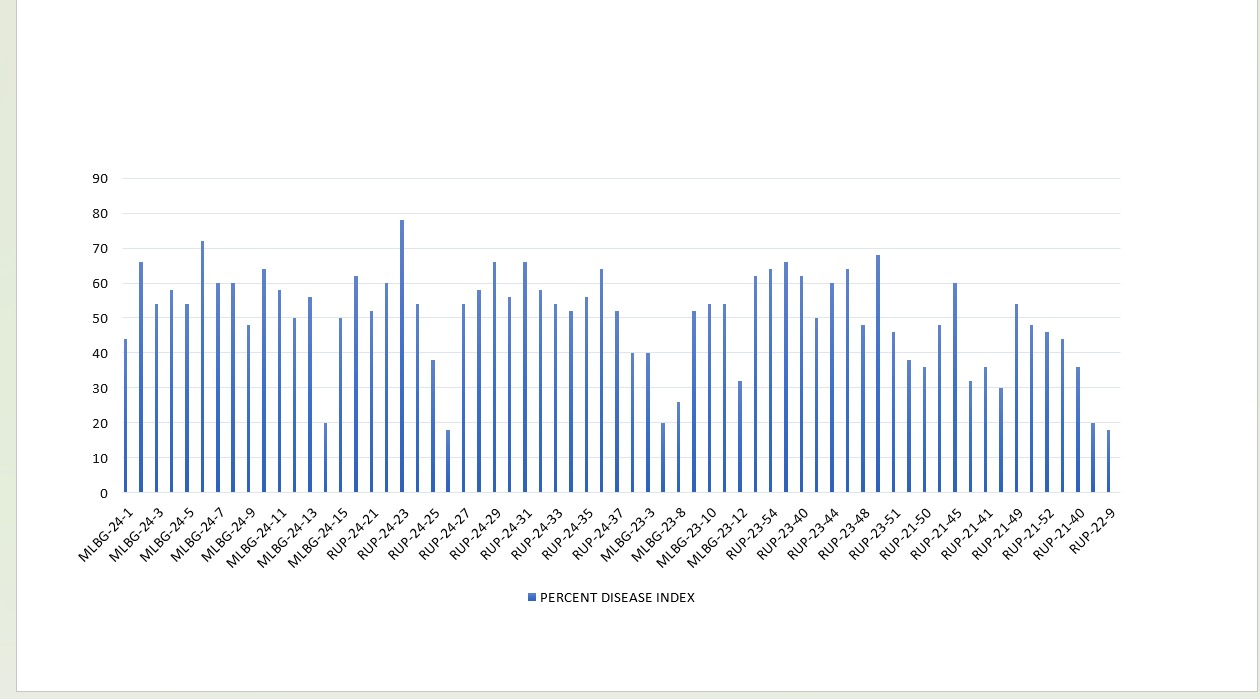 90
80
70
60
50
40
30
20
10
0
MLBG-24-1
MLBG-24-3
MLBG-24-5
MLBG-24-7
MLBG-24-9
MLBG-24-11
MLBG-24-13
MLBG-24-15
RUP-24-21
RUP-24-23
RUP-24-25
RUP-24-27
RUP-24-29
RUP-24-31
RUP-24-33
RUP-24-35
RUP-24-37
MLBG-23-3
MLBG-23-8
MLBG-23-10
MLBG-23-12
RUP-23-54
RUP-23-40
RUP-23-44
RUP-23-48
RUP-23-51
RUP-21-50
RUP-21-45
RUP-21-41
RUP-21-49
RUP-21-52
RUP-21-40
RUP-22-9
PERCENT DISEASE INDEX